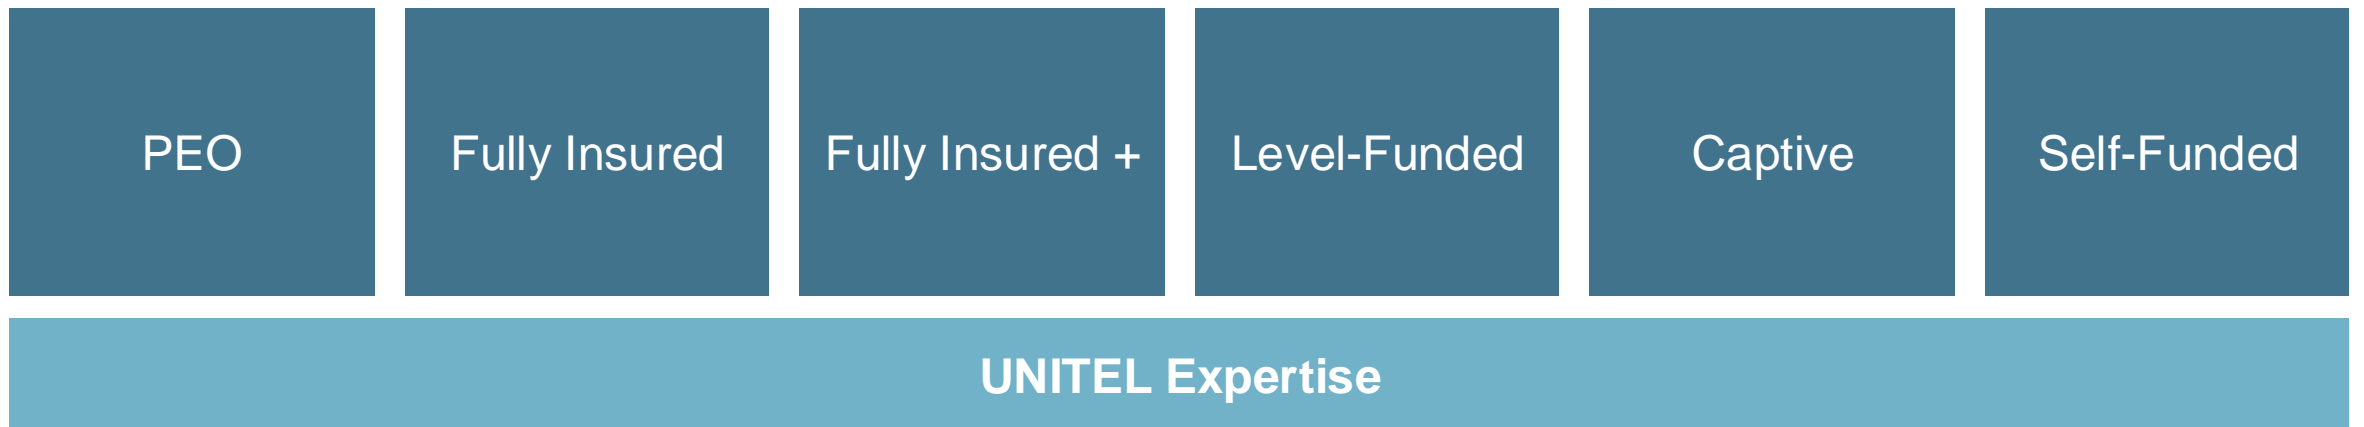 PEO
Fully Insured
Fully Insured +
Level-Funded
Captive
Self-Funded
UNITEL Expertise